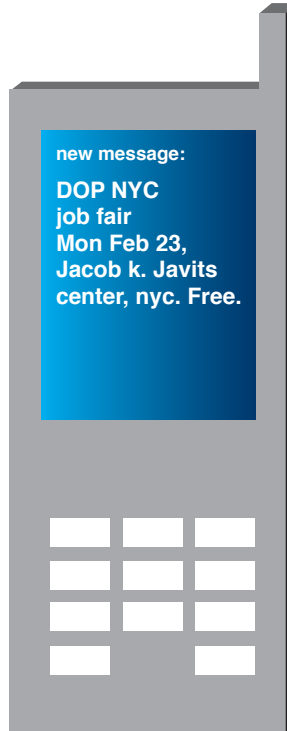 new message:
DOP NYC
job fair
Mon Feb 23,
Jacob k. Javits
center, nyc. Free.